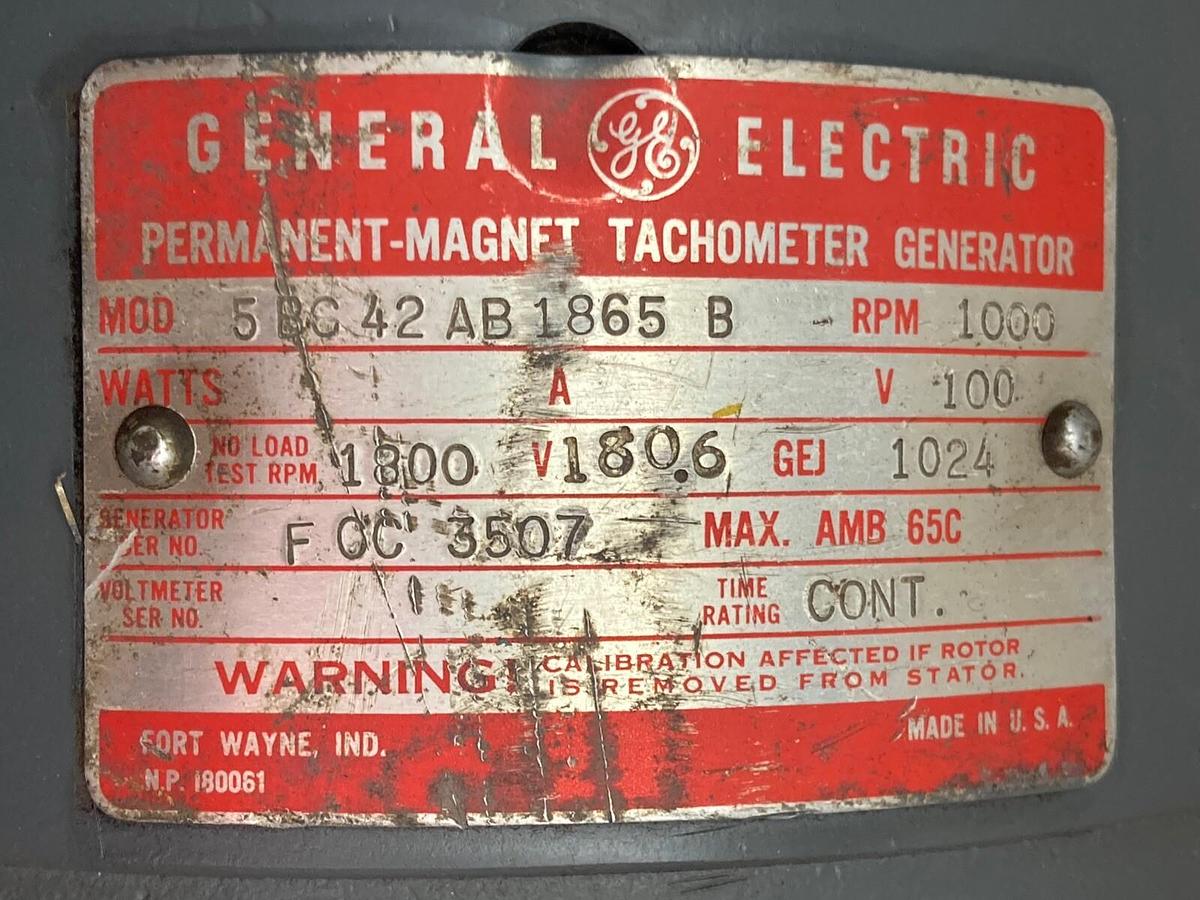 GENERAL GE ELECTRIC
PERMANENT-MAGNET TACHOMETER GENERATOR
MOD 5 BC 42 AB 1865 B RPM 1000
WATTS A V 100
NO LOAD TEST RPM 1800 V 180.6 GEJ 1024
GENERATOR SER NO. MAX. AMB 65C
VOLTMETER SER NO. TIME RATING CONT.
WARNING! CALIBRATION AFFECTED IF ROTOR
IS REMOVED FROM STATOR.
FORT WAYNE, IND. MADE IN U.S.A.
N.P. 180061